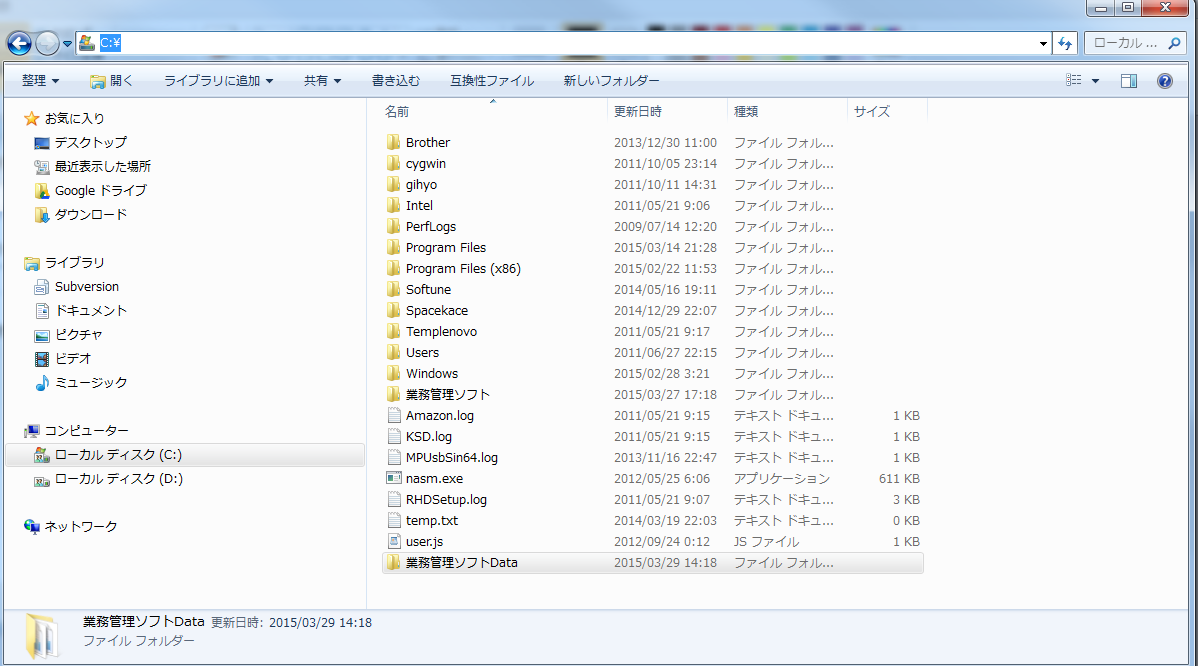 C:¥
ローカル ...
整理 開く ライブラリに追加 共有 書き込む 互換性ファイル 新しいフォルダー
お気に入り
デスクトップ
最近表示した場所
Google ドライブ
ダウンロード
ライブラリ
Subversion
ドキュメント
ピクチャ
ビデオ
ミュージック
コンピューター
ローカル ディスク (C:)
ローカル ディスク (D:)
ネットワーク
名前 更新日時 種類 サイズ
Brother 2013/12/30 11:00 ファイル フォル...
cygwin 2011/10/05 23:14 ファイル フォル...
gihyo 2011/10/11 14:31 ファイル フォル...
Intel 2011/05/21 9:06 ファイル フォル...
PerfLogs 2009/07/14 12:20 ファイル フォル...
Program Files 2015/03/14 21:28 ファイル フォル...
Program Files (x86) 2015/02/22 11:53 ファイル フォル...
Softune 2014/05/16 19:11 ファイル フォル...
Spacekace 2014/12/29 22:07 ファイル フォル...
Templenovo 2011/05/21 9:17 ファイル フォル...
Users 2011/06/27 22:15 ファイル フォル...
Windows 2015/02/28 3:21 ファイル フォル...
業務管理ソフト 2015/03/27 17:18 ファイル フォル...
Amazon.log 2011/05/21 9:15 テキスト ドキュ... 1 KB
KSD.log 2011/05/21 9:15 テキスト ドキュ... 1 KB
MPUsbSin64.log 2013/11/16 22:47 テキスト ドキュ... 1 KB
nasm.exe 2012/05/25 6:06 アプリケーション 611 KB
RHDSetup.log 2011/05/21 9:07 テキスト ドキュ... 3 KB
temp.txt 2014/03/19 22:03 テキスト ドキュ... 0 KB
user.js 2012/09/24 0:12 JS ファイル 1 KB
業務管理ソフトData 2015/03/29 14:18 ファイル フォル...
業務管理ソフトData 更新日時: 2015/03/29 14:18
ファイル フォルダー